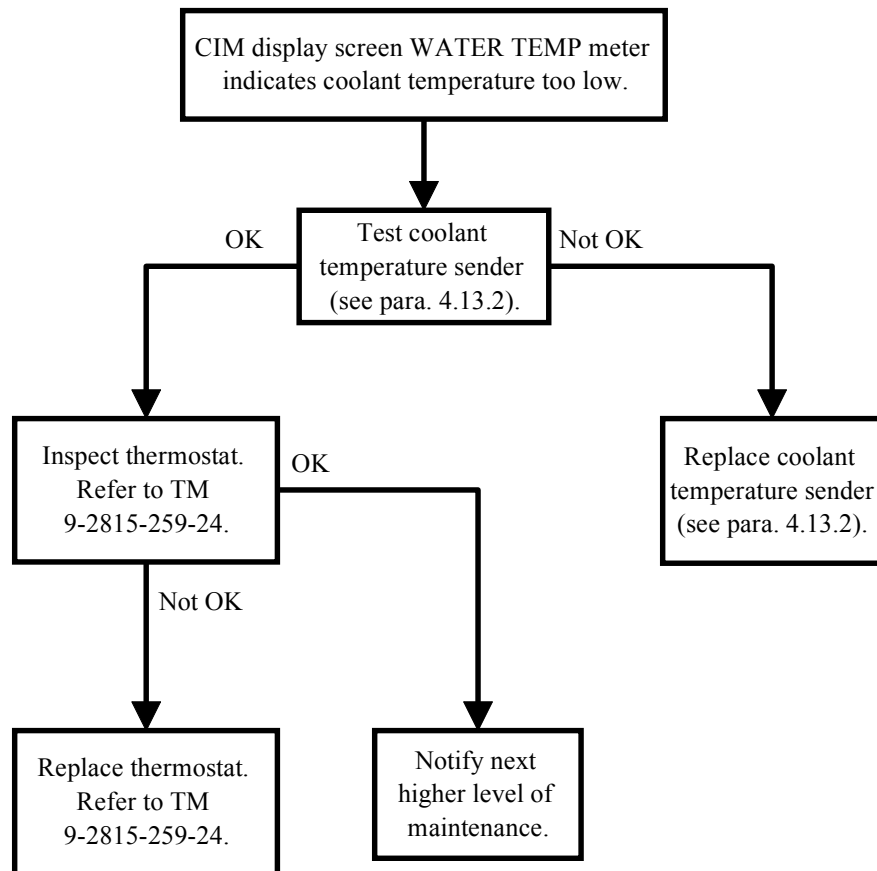 CIM display screen WATER TEMP meter
indicates coolant temperature too low.
OK
Test coolant
temperature sender
(see para. 4.13.2).
Not OK
Inspect thermostat.
Refer to TM
9-2815-259-24.
OK
Replace coolant
temperature sender
(see para. 4.13.2).
Not OK
Replace thermostat.
Refer to TM
9-2815-259-24.
Notify next
higher level of
maintenance.